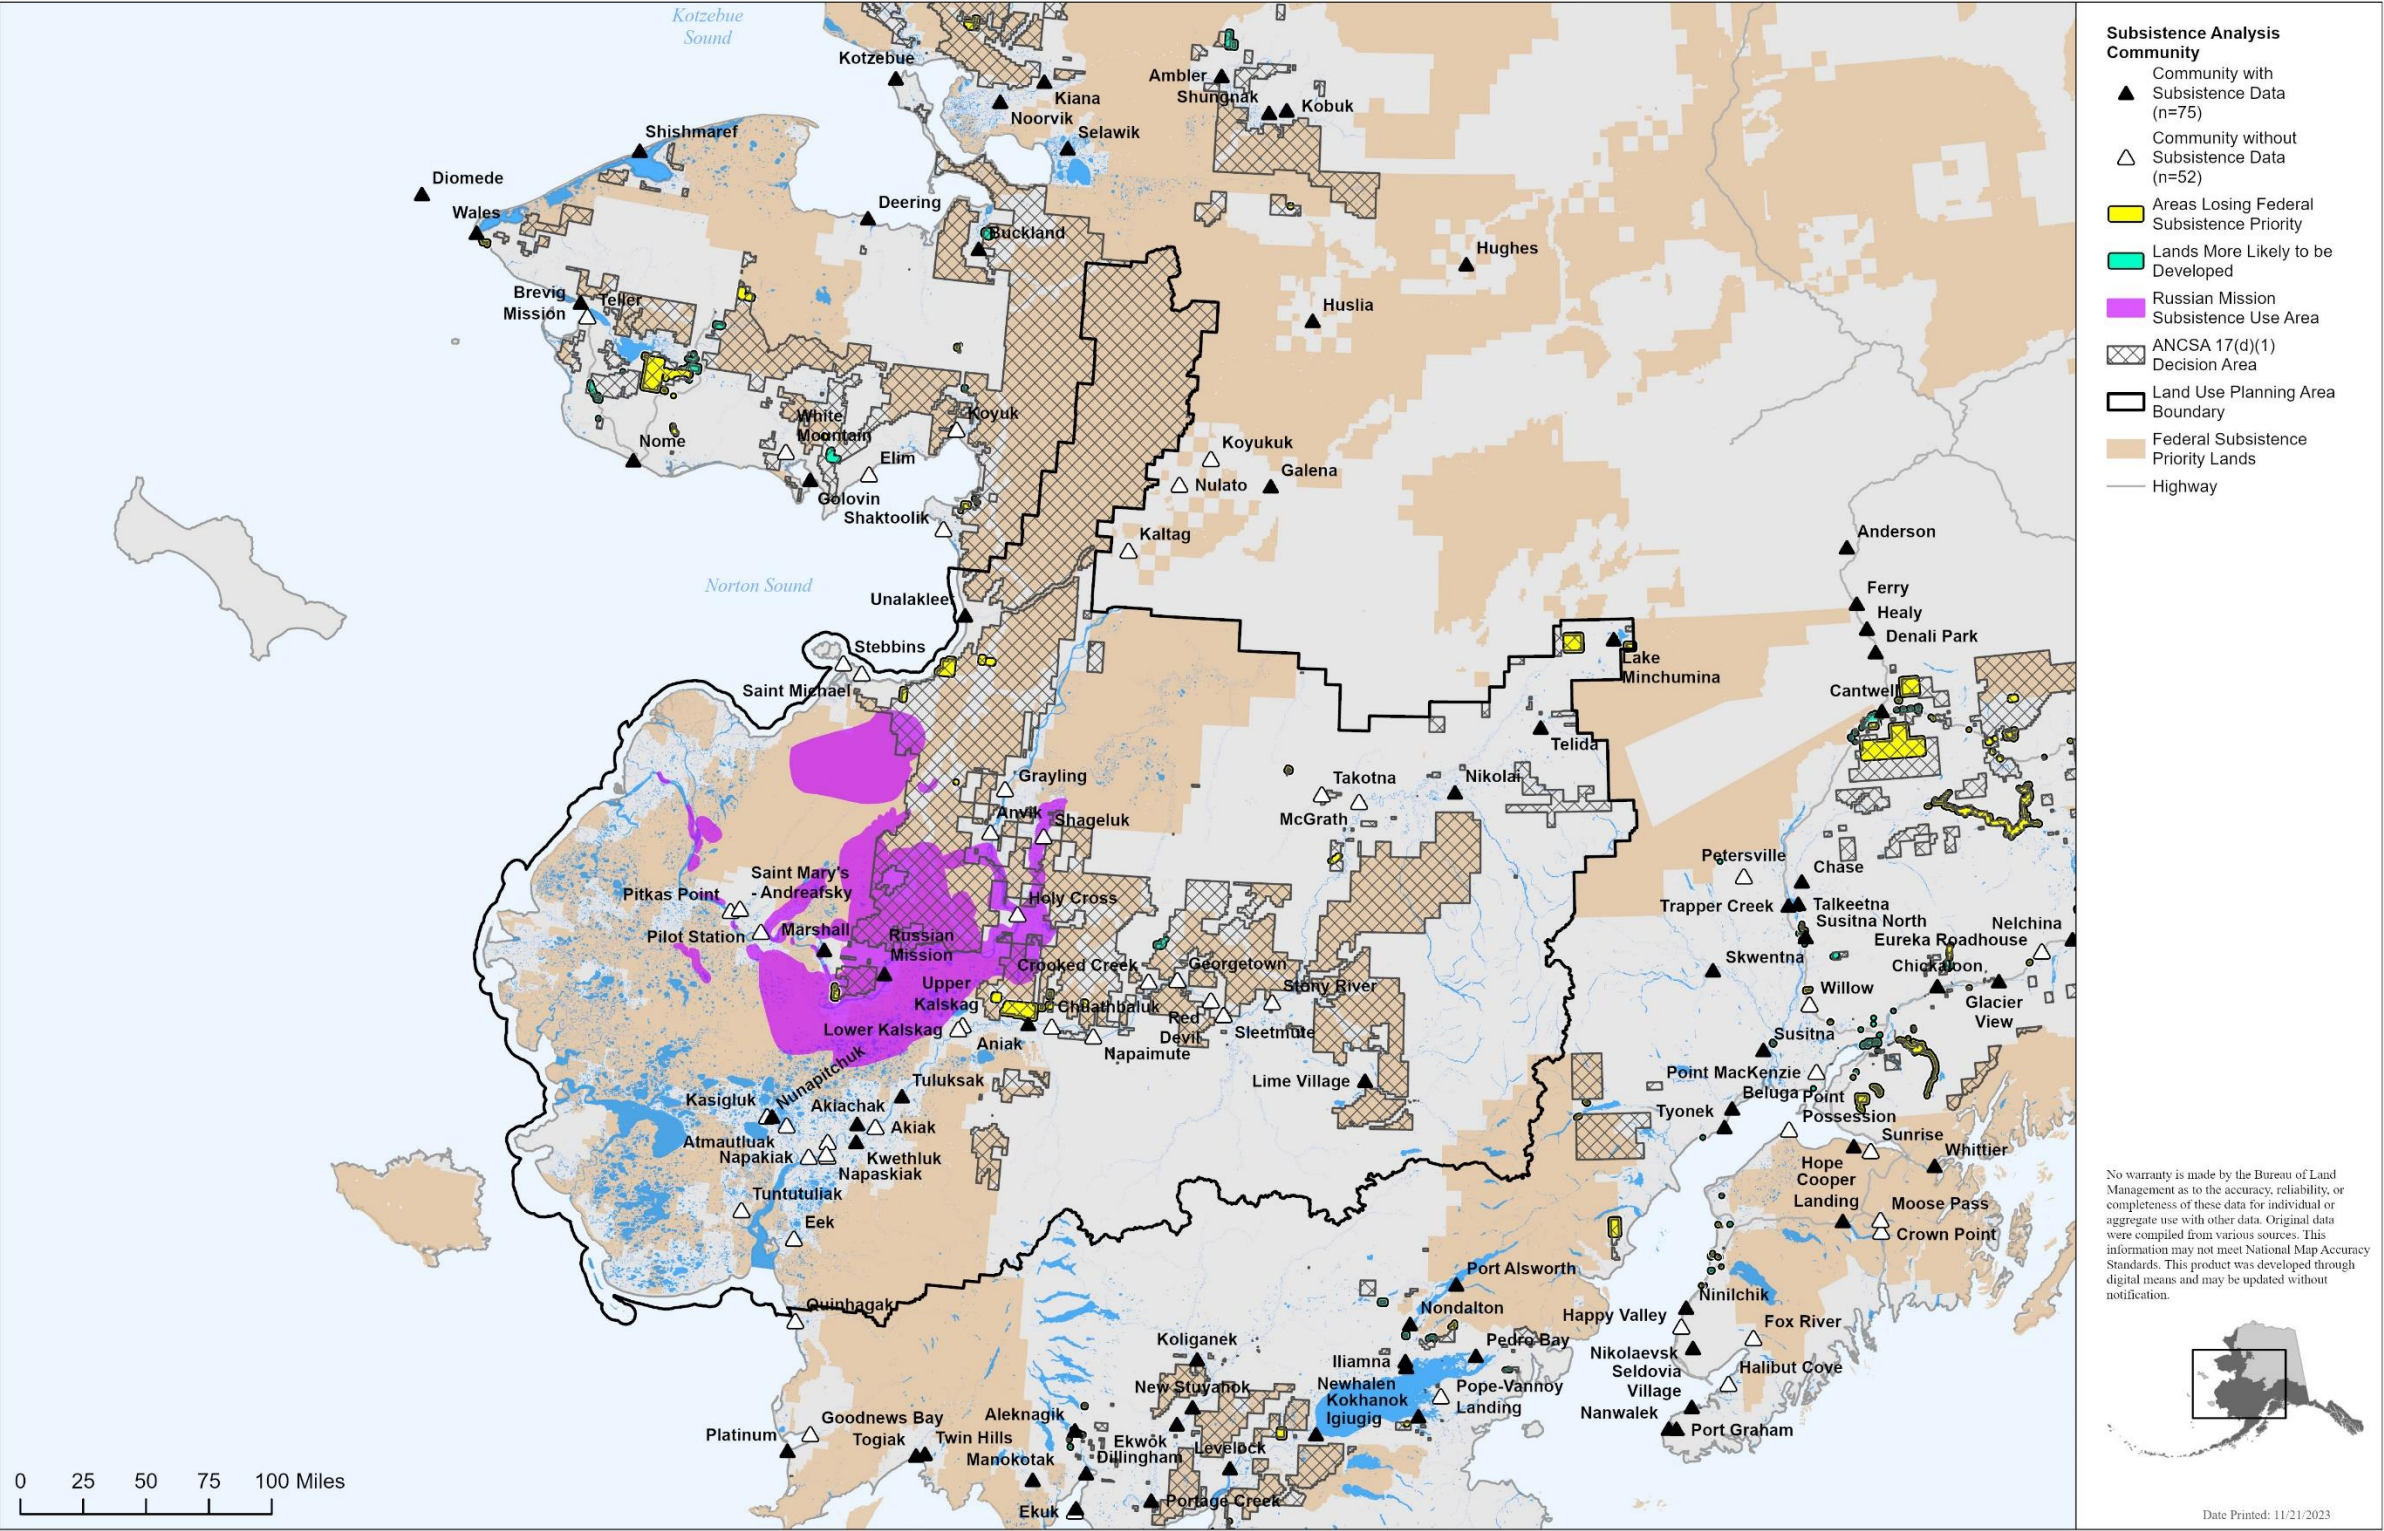 Kotzebue
Sound
Kotzebue
Kiana
Noorvik
Selawik
Ambler
Shungnak
Kobuk
Shishmaref
Diomede
Wales
Deering
Buckland
Hughes
Huslia
Brevig
Mission
Teller
Nome
White
Mountain
Koyuk
Elim
Golovin
Shaktoolik
Koyukuk
Galena
Nulato
Kaltag
Norton Sound
Unalakleet
Stebbins
Saint Michael
Anderson
Ferry
Healy
Denali Park
Lake
Minchumina
Cantwell
Telida
Grayling
Anvik
Shageluk
Takotna
McGrath
Nikolai
Saint Mary's
- Andreafsky
Pitkas Point
Pilot Station
Marshall
Russian
Mission
Holy Cross
Upper
Kalskag
Lower Kalskag
Crooked Creek
Georgetown
Stony River
Chuathbaluk
Red
Devil
Sleetmute
Aniak
Napaimute
Lime Village
Petersville
Chase
Trapper Creek
Talkeetna
Susitna North
Nelchina
Eureka Roadhouse
Chickaloon
Skwentna
Willow
Glacier
View
Susitna
Point MacKenzie
Beluga
Point
Possession
Tyonek
Sunrise
Whittier
Hope
Cooper
Landing
Moose Pass
Crown Point
Nunapitchuk
Kasigluk
Tuluksak
Akiachak
Akiak
Atmautluak
Napakiak
Kwethluk
Napaskiak
Tuntutuliak
Eek
Quinhagak
Port Alsworth
Nondalton
Pedro Bay
Iliamna
Newhalen
Kokhanok
Igiugig
Pope-Vannoy
Landing
Ninilchik
Happy Valley
Fox River
Nikolaevsk
Seldovia
Village
Halibut Cove
Nanwalek
Port Graham
Koliganek
New Stuyahok
Aleknagik
Ekwok
Dillingham
Levelock
Goodnews Bay
Platinum
Togiak
Twin Hills
Manokotak
Ekuk
Portage Creek
0 25 50 75 100 Miles
Subsistence Analysis
Community
Community with
Subsistence Data
(n=75)
Community without
Subsistence Data
(n=52)
Areas Losing Federal
Subsistence Priority
Lands More Likely to be
Developed
Russian Mission
Subsistence Use Area
ANCSA 17(d)(1)
Decision Area
Land Use Planning Area
Boundary
Federal Subsistence
Priority Lands
Highway
No warranty is made by the Bureau of Land
Management as to the accuracy, reliability, or
completeness of these data for individual or
aggregate use with other data. Original data
were compiled from various sources. This
information may not meet National Map Accuracy
Standards. This product was developed through
digital means and may be updated without
notification.
Date Printed: 11/21/2023